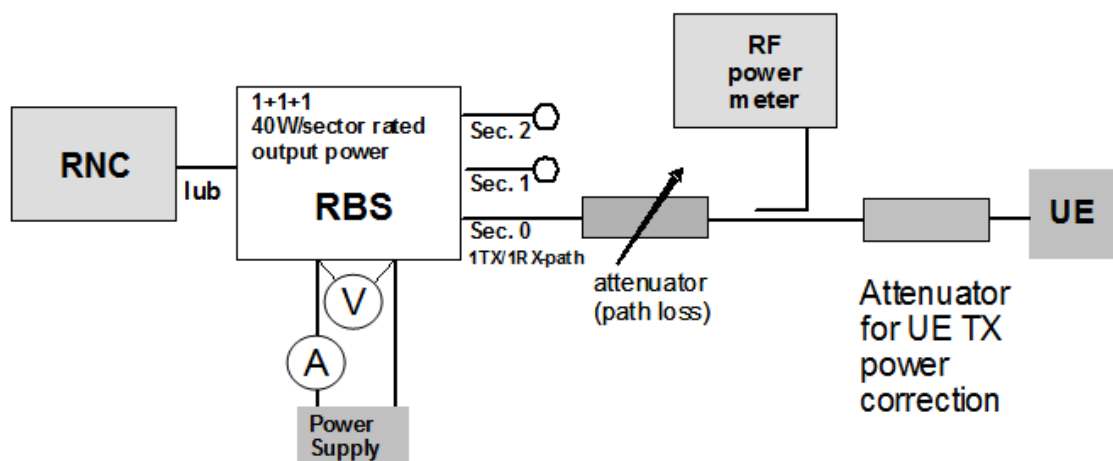 RNC
Iub
1+1+1
40W/sector rated
output power
RBS
Sec. 2
Sec. 1
Sec. 0
1TX/1RX-path
V
A
Power
Supply
attenuator
(path loss)
RF
power
meter
Attenuator
for UE TX
power
correction
UE